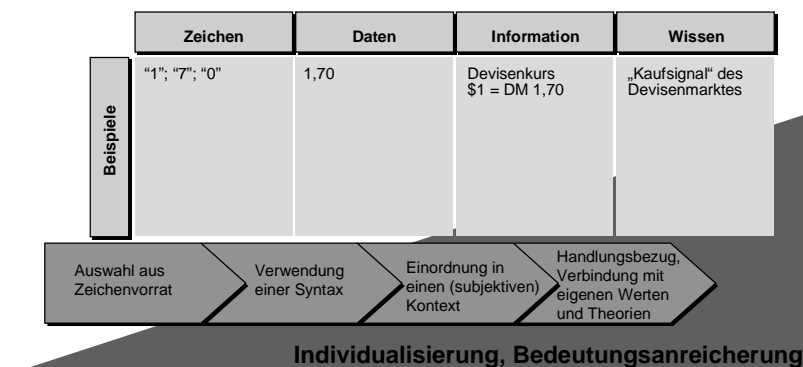 Zeichen
Daten
Information
Wissen
Beispiele
“1”; “7”; “0”
1,70
Devisenkurs
$1 = DM 1,70
„Kaufsignal“ des
Devisenmarktes
Auswahl aus
Zeichenvorrat
Verwendung
einer Syntax
Einordnung in
einen (subjektiven)
Kontext
Handlungsbezug,
Verbindung mit
eigenen Werten
und Theorien
Individualisierung, Bedeutungsanreicherung